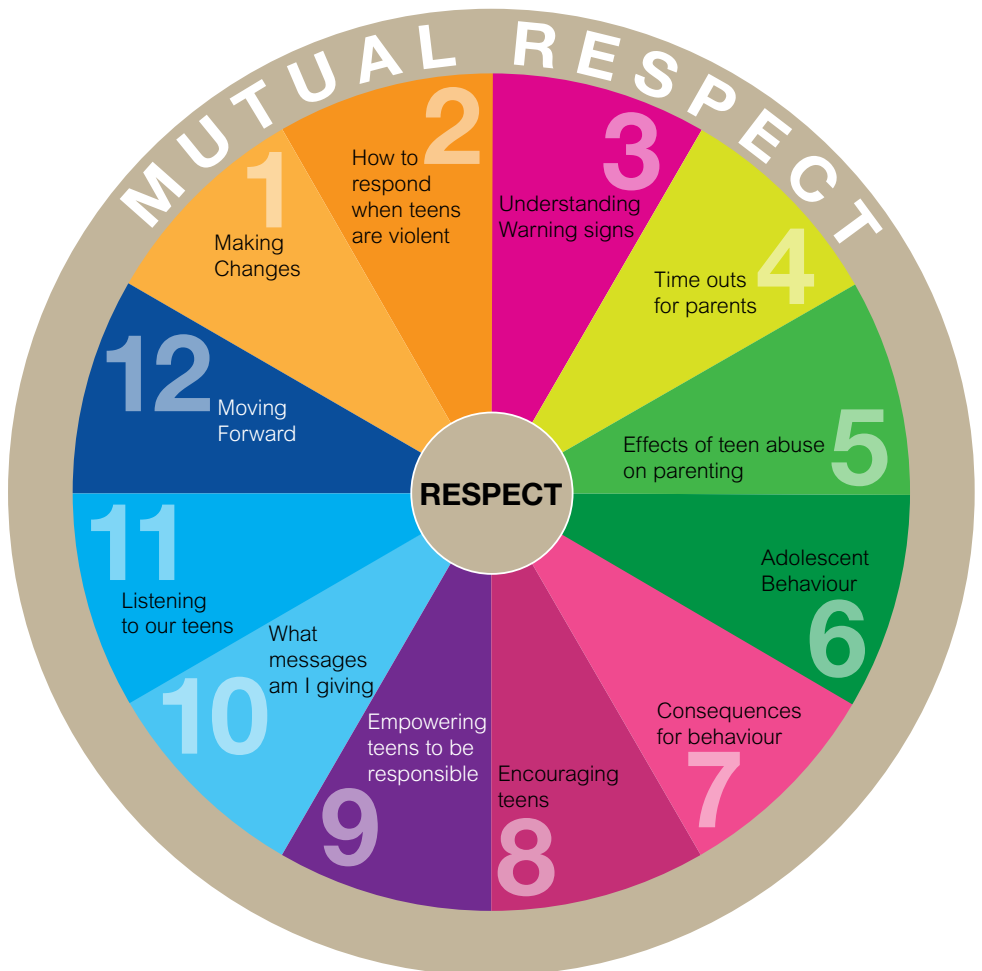 MUTUAL RESPECT
1
Making
Changes
2
How to
respond
when teens
are violent
3
Understanding
Warning signs
4
Time outs
for parents
5
Effects of teen abuse
on parenting
6
Adolescent
Behaviour
7
Consequences
for behaviour
8
Encouraging
teens
9
Empowering
teens to be
responsible
10
What
messages
am I giving
11
Listening
to our teens
12
Moving
Forward
RESPECT